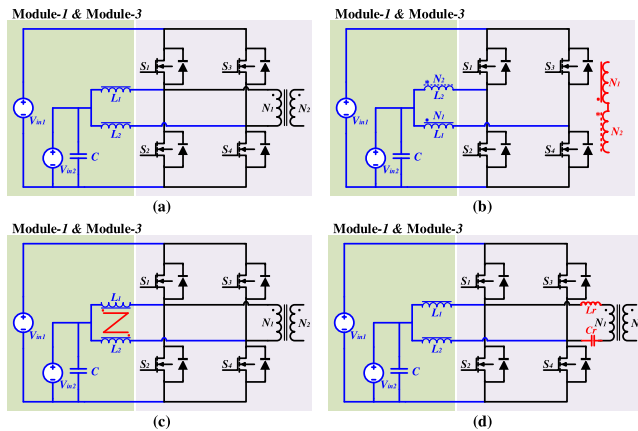 Module-1 & Module-3
S1
S3
L1
N1
N2
Vin1
L2
C
Vin2
S2
S4
(a)
Module-1 & Module-3
S1
S3
N2
L2
N1
Vin1
N1
L1
N2
C
Vin2
S2
S4
(b)
Module-1 & Module-3
S1
S3
L1
N1
N2
Vin1
L2
C
Vin2
S2
S4
(c)
Module-1 & Module-3
S1
S3
Lr
L1
N1
N
Vin1
Cr
L2
C
Vin2
S2
S4
(d)